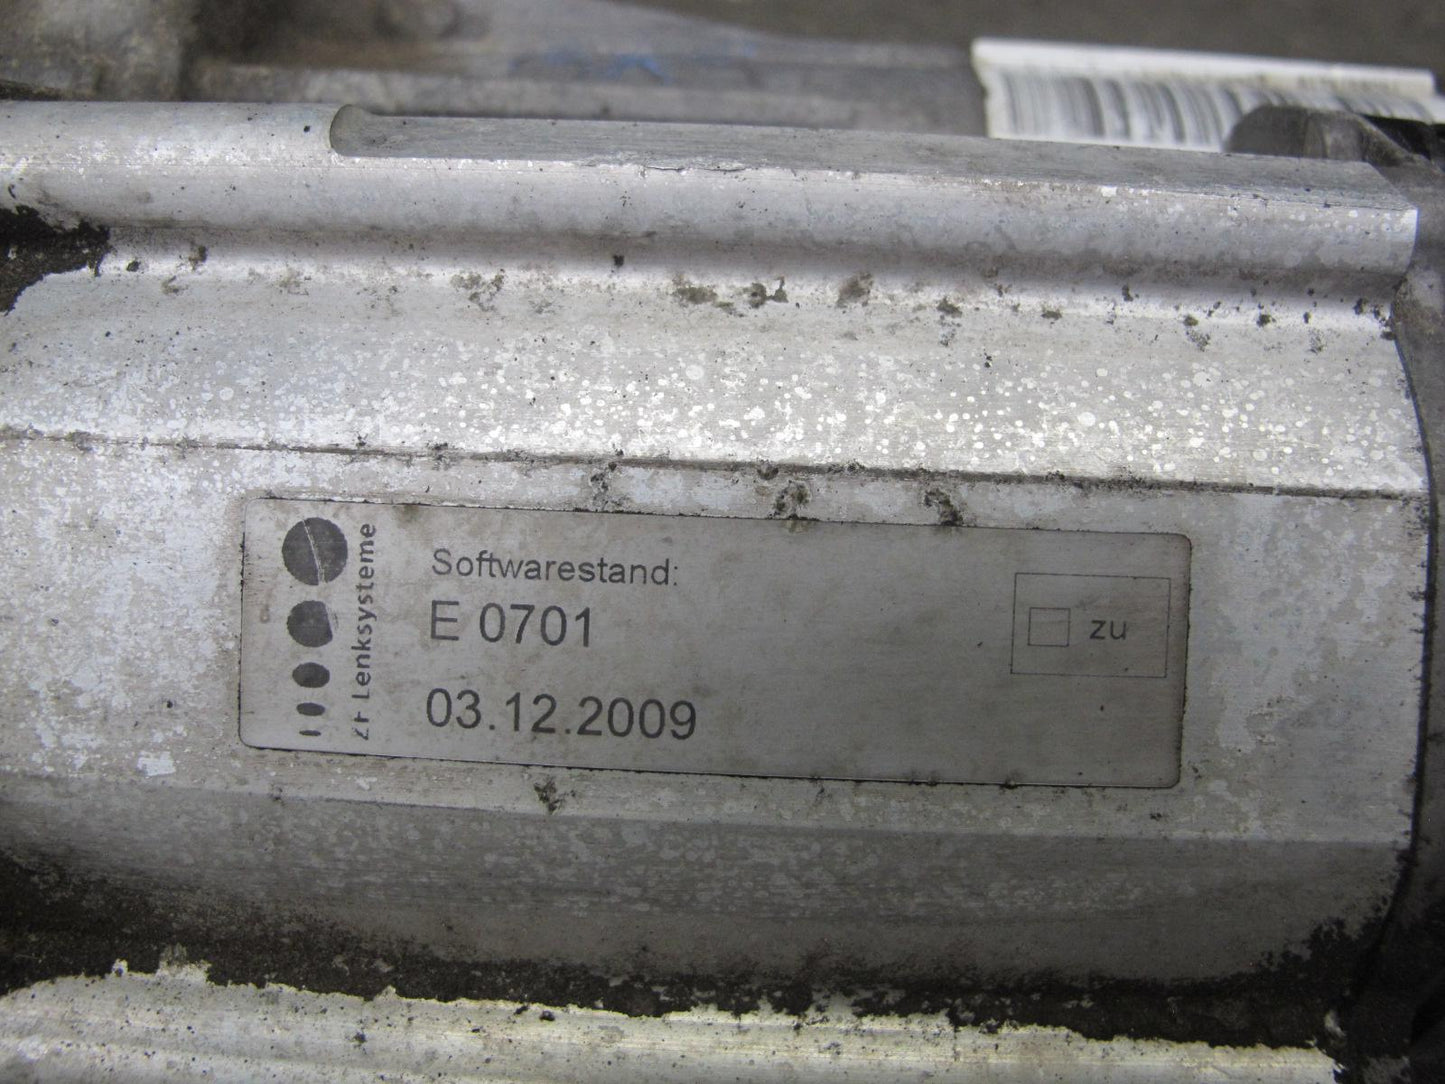 ZF Lenksysteme
Softwarestand:
E 0701
03.12.2009
zu